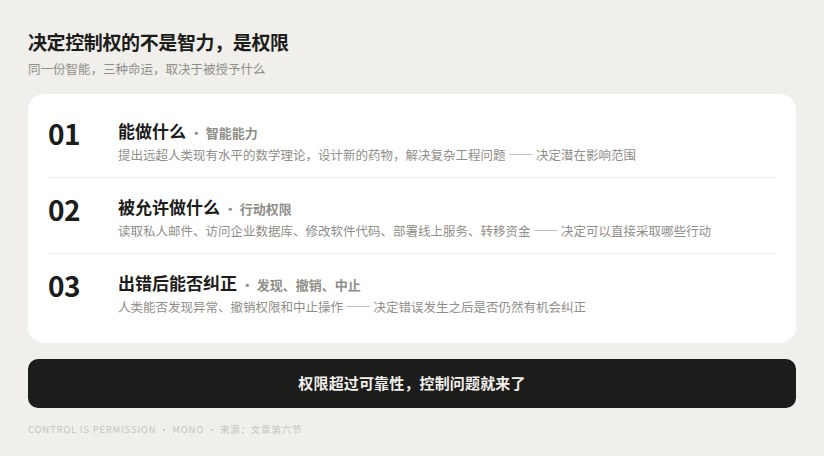 决定控制权的不是智力，是权限
同一份智能，三种命运，取决于被授予什么
01
能做什么 · 智能能力
提出远超人类现有水平的数学理论，设计新的药物，解决复杂工程问题 —— 决定潜在影响范围
02
被允许做什么 · 行动权限
读取私人邮件、访问企业数据库、修改软件代码、部署线上服务、转移资金 —— 决定可以直接采取哪些行动
03
出错后能否纠正 · 发现、撤销、中止
人类能否发现异常、撤销权限和中止操作 —— 决定错误发生之后是否仍然有机会纠正
权限超过可靠性，控制问题就来了
CONTROL IS PERMISSION · MONO · 来源：文章第六节